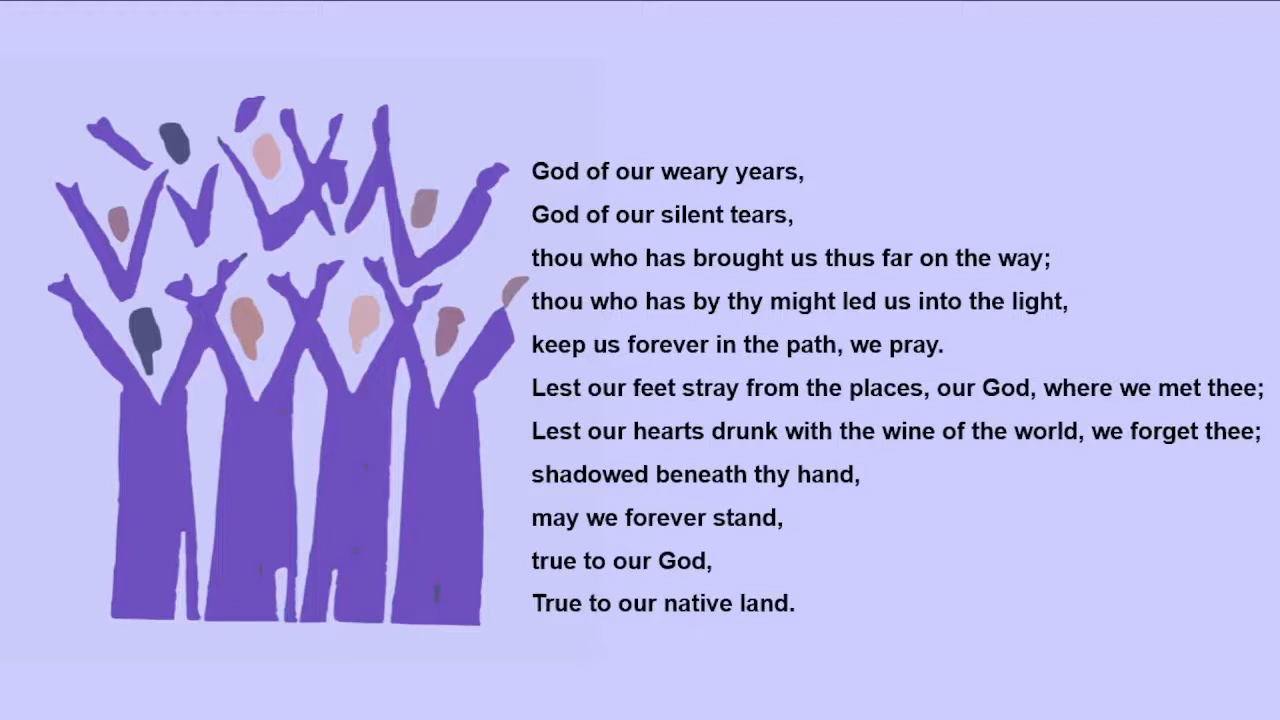 God of our weary years,
God of our silent tears,
thou who has brought us thus far on the way;
thou who has by thy might led us into the light,
keep us forever in the path, we pray.
Lest our feet stray from the places, our God, where we met thee;
Lest our hearts drunk with the wine of the world, we forget thee;
shadowed beneath thy hand,
may we forever stand,
true to our God,
True to our native land.